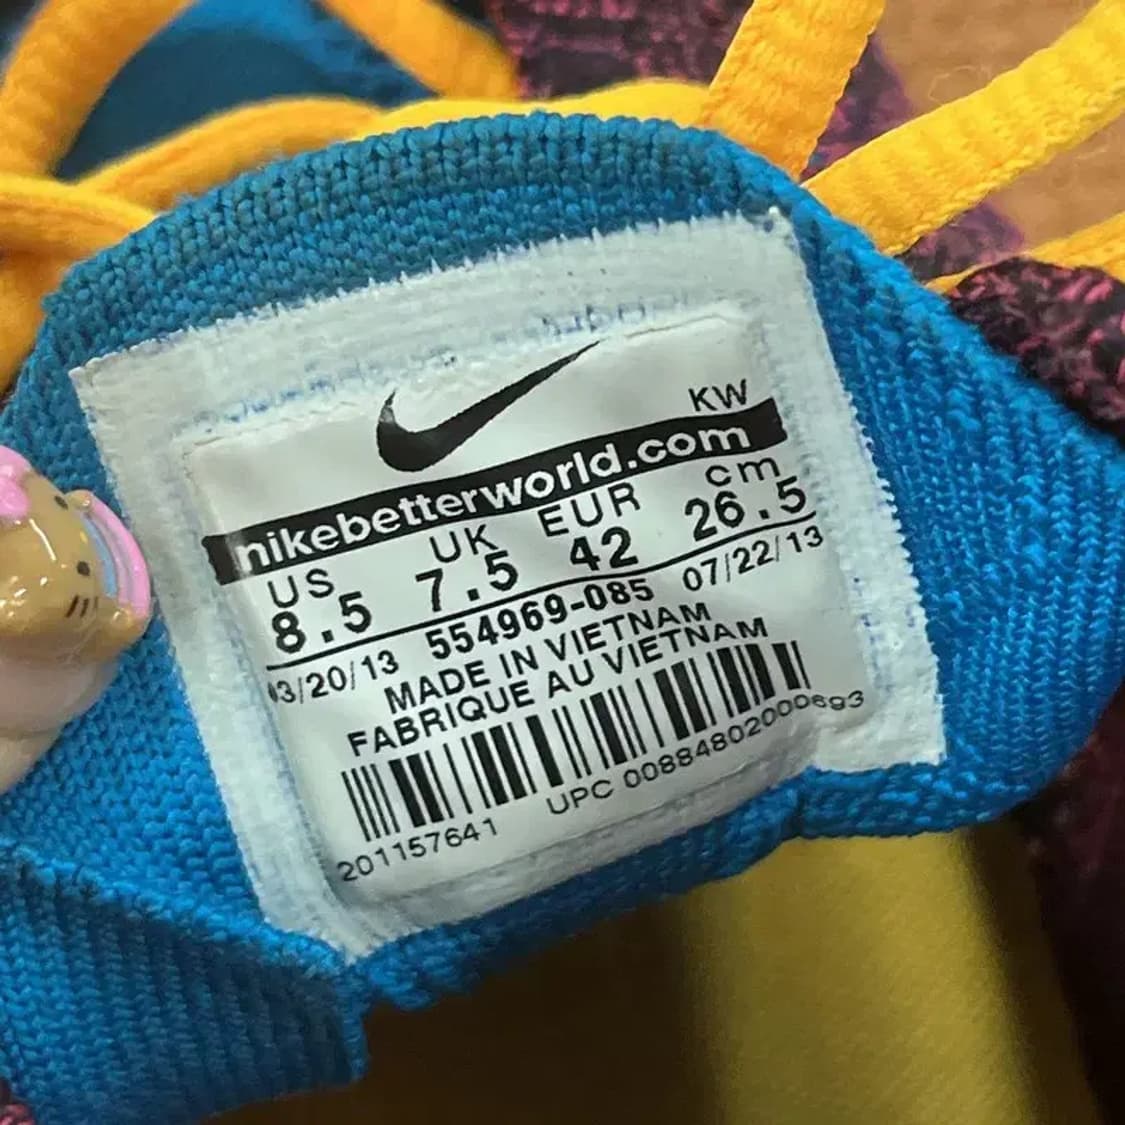 KW
nikebetterworld.com
US UK EUR cm
8.5 7.5 42 26.5
03/20/13 554969-085 07/22/13
MADE IN VIETNAM
FABRIQUE AU VIETNAM
201157641 UPC 00884802000693